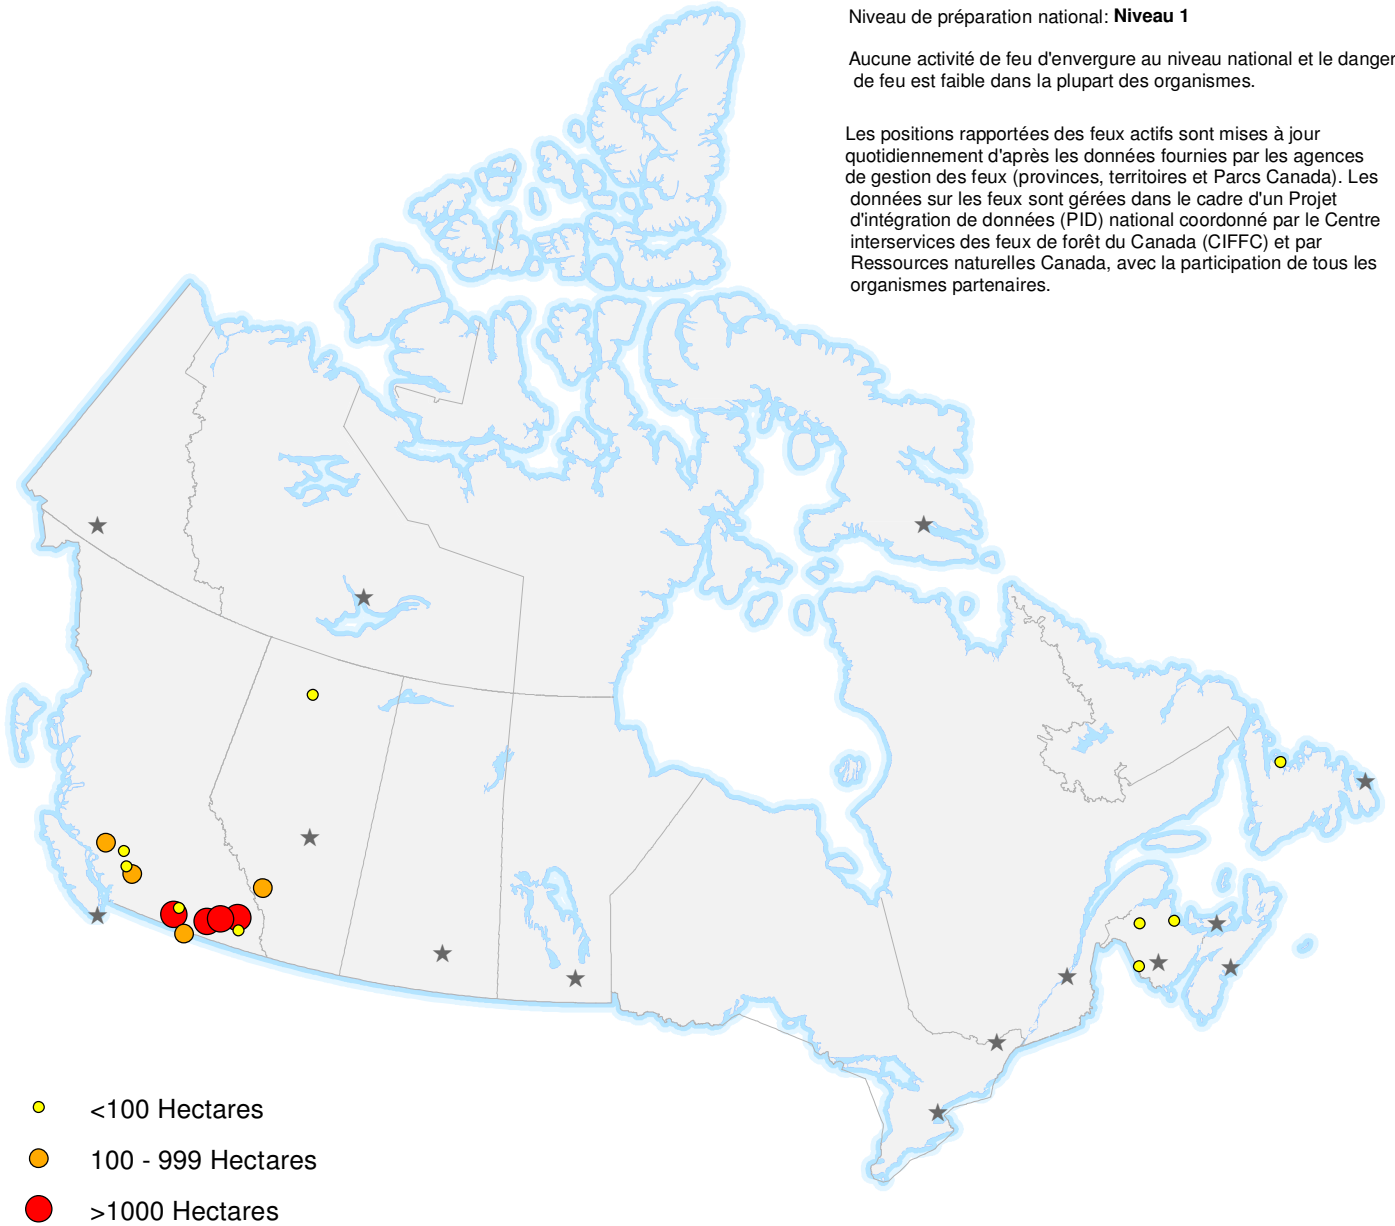 Niveau de préparation national: Niveau 1
Aucune activité de feu d'envergure au niveau national et le danger
de feu est faible dans la plupart des organismes.
Les positions rapportées des feux actifs sont mises à jour
quotidiennement d'après les données fournies par les agences
de gestion des feux (provinces, territoires et Parcs Canada). Les
données sur les feux sont gérées dans le cadre d'un Projet
d'intégration de données (PID) national coordonné par le Centre
interservices des feux de forêt du Canada (CIFFC) et par
Ressources naturelles Canada, avec la participation de tous les
organismes partenaires.
<100 Hectares
100 - 999 Hectares
>1000 Hectares